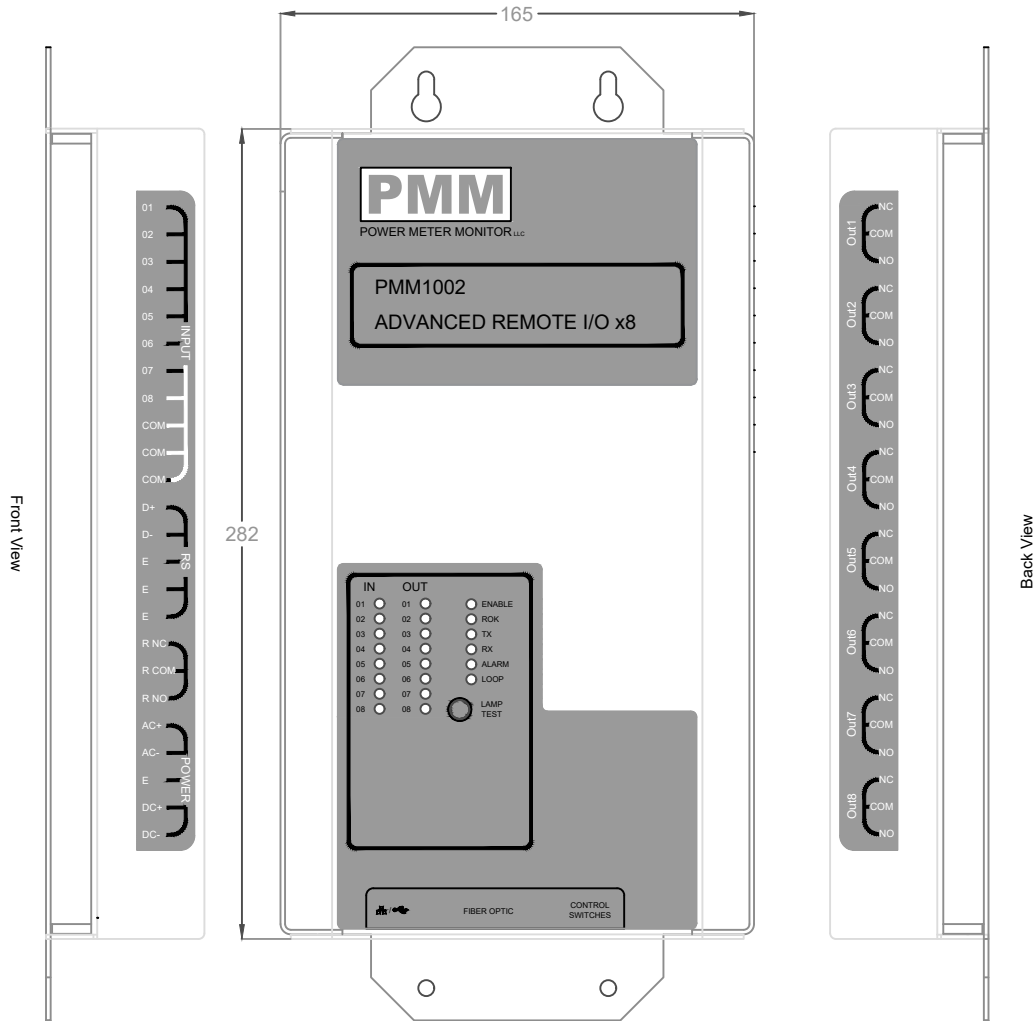 165
282
Front View
01
02
03
04
05
06
07
08
COM
COM
COM
INPUT
D+
D-
E
E
E
RS
R NC
R COM
R NO
AC+
AC-
E
DC+
DC-
POWER
PMM
POWER METER MONITOR LLC
PMM1002
ADVANCED REMOTE I/O x8
IN OUT
01 01 ENABLE
02 02 ROK
03 03 TX
04 04 RX
05 05 ALARM
06 06 LOOP
07 07
08 08
LAMP
TEST
/
FIBER OPTIC
CONTROL
SWITCHES
Out1
NC
COM
NO
Out2
NC
COM
NO
Out3
NC
COM
NO
Out4
NC
COM
NO
Out5
NC
COM
NO
Out6
NC
COM
NO
Out7
NC
COM
NO
Out8
NC
COM
NO
Back View